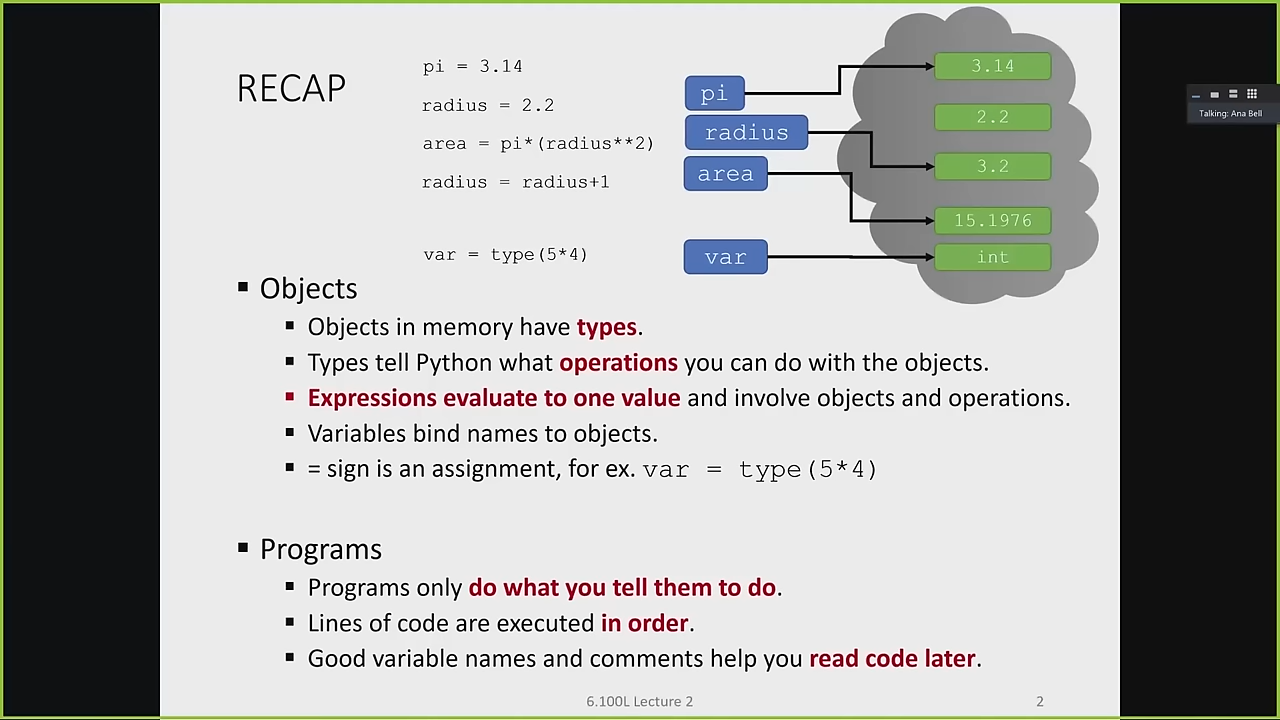 RECAP
pi = 3.14
radius = 2.2
area = pi*(radius**2)
radius = radius+1
var = type(5*4)
pi
radius
area
var
3.14
2.2
3.2
15.1976
int
Talking: Ana Bell
▪ Objects
▪ Objects in memory have types.
▪ Types tell Python what operations you can do with the objects.
▪ Expressions evaluate to one value and involve objects and operations.
▪ Variables bind names to objects.
▪ = sign is an assignment, for ex. var = type(5*4)
▪ Programs
▪ Programs only do what you tell them to do.
▪ Lines of code are executed in order.
▪ Good variable names and comments help you read code later.
6.100L Lecture 2
2